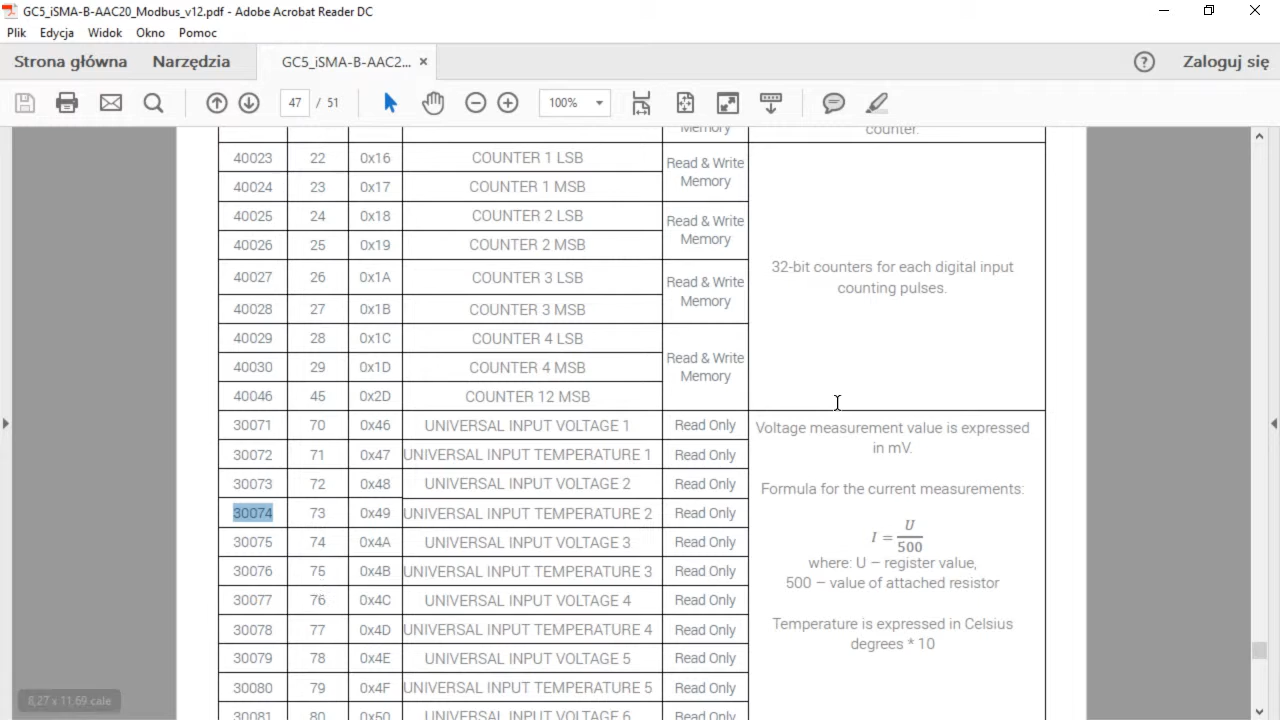 GC5_iSMA-B-AAC20_Modbus_v12.pdf - Adobe Acrobat Reader DC
Plik Edycja Widok Okno Pomoc
Strona główna Narzędzia GC5_iSMA-B-AAC2... × ? Zaloguj się
47 / 51 100%
Memory counter.
40023 22 0x16 COUNTER 1 LSB Read & Write Memory
40024 23 0x17 COUNTER 1 MSB
40025 24 0x18 COUNTER 2 LSB Read & Write Memory
40026 25 0x19 COUNTER 2 MSB
40027 26 0x1A COUNTER 3 LSB Read & Write Memory
40028 27 0x1B COUNTER 3 MSB
40029 28 0x1C COUNTER 4 LSB Read & Write Memory
40030 29 0x1D COUNTER 4 MSB
40046 45 0x2D COUNTER 12 MSB
32-bit counters for each digital input
counting pulses.
30071 70 0x46 UNIVERSAL INPUT VOLTAGE 1 Read Only
30072 71 0x47 UNIVERSAL INPUT TEMPERATURE 1 Read Only
30073 72 0x48 UNIVERSAL INPUT VOLTAGE 2 Read Only
30074 73 0x49 UNIVERSAL INPUT TEMPERATURE 2 Read Only
30075 74 0x4A UNIVERSAL INPUT VOLTAGE 3 Read Only
30076 75 0x4B UNIVERSAL INPUT TEMPERATURE 3 Read Only
30077 76 0x4C UNIVERSAL INPUT VOLTAGE 4 Read Only
30078 77 0x4D UNIVERSAL INPUT TEMPERATURE 4 Read Only
30079 78 0x4E UNIVERSAL INPUT VOLTAGE 5 Read Only
30080 79 0x4F UNIVERSAL INPUT TEMPERATURE 5 Read Only
30081 80 0x50 UNIVERSAL INPUT VOLTAGE 6 Read Only
Voltage measurement value is expressed
in mV.
Formula for the current measurements:
I = U/500
where: U – register value,
500 – value of attached resistor
Temperature is expressed in Celsius
degrees * 10
8,27 x 11,69 cale